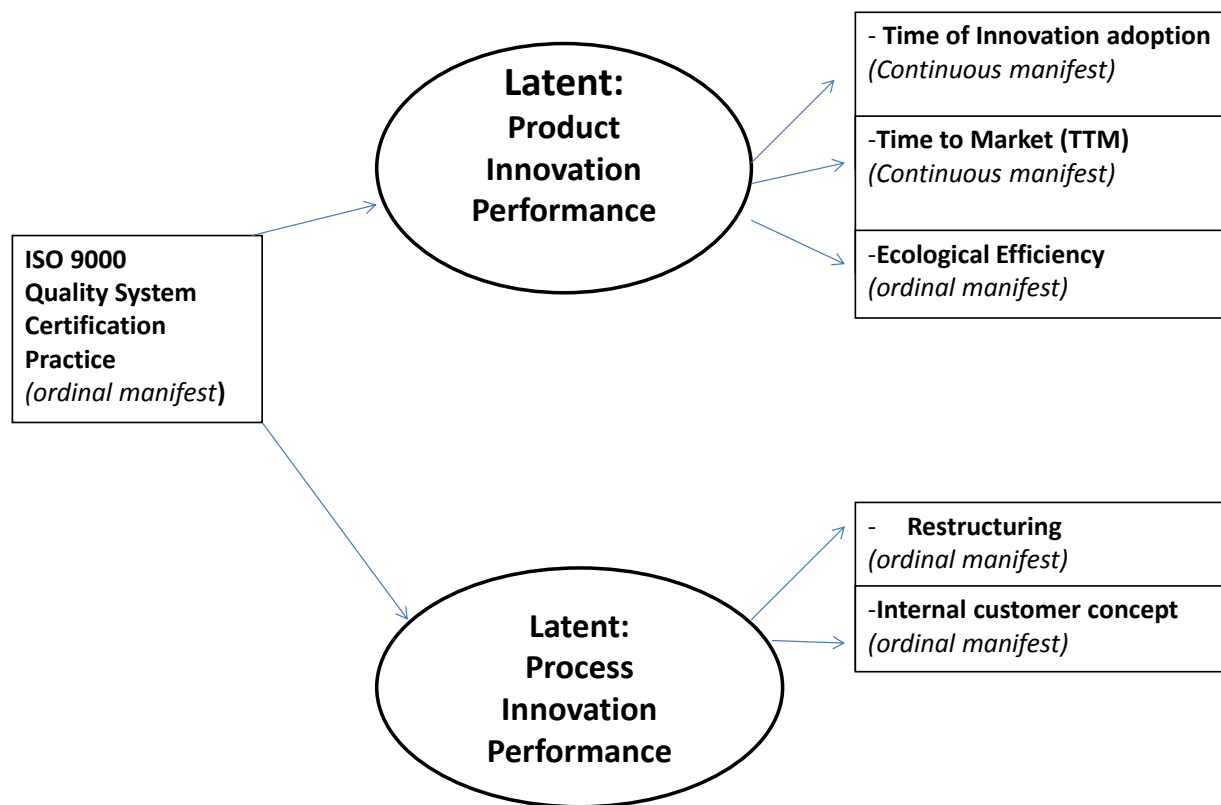 ISO 9000
Quality System
Certification
Practice
(ordinal manifest)
Latent:
Product
Innovation
Performance
- Time of Innovation adoption
(Continuous manifest)
-Time to Market (TTM)
(Continuous manifest)
-Ecological Efficiency
(ordinal manifest)
Latent:
Process
Innovation
Performance
- Restructuring
(ordinal manifest)
-Internal customer concept
(ordinal manifest)